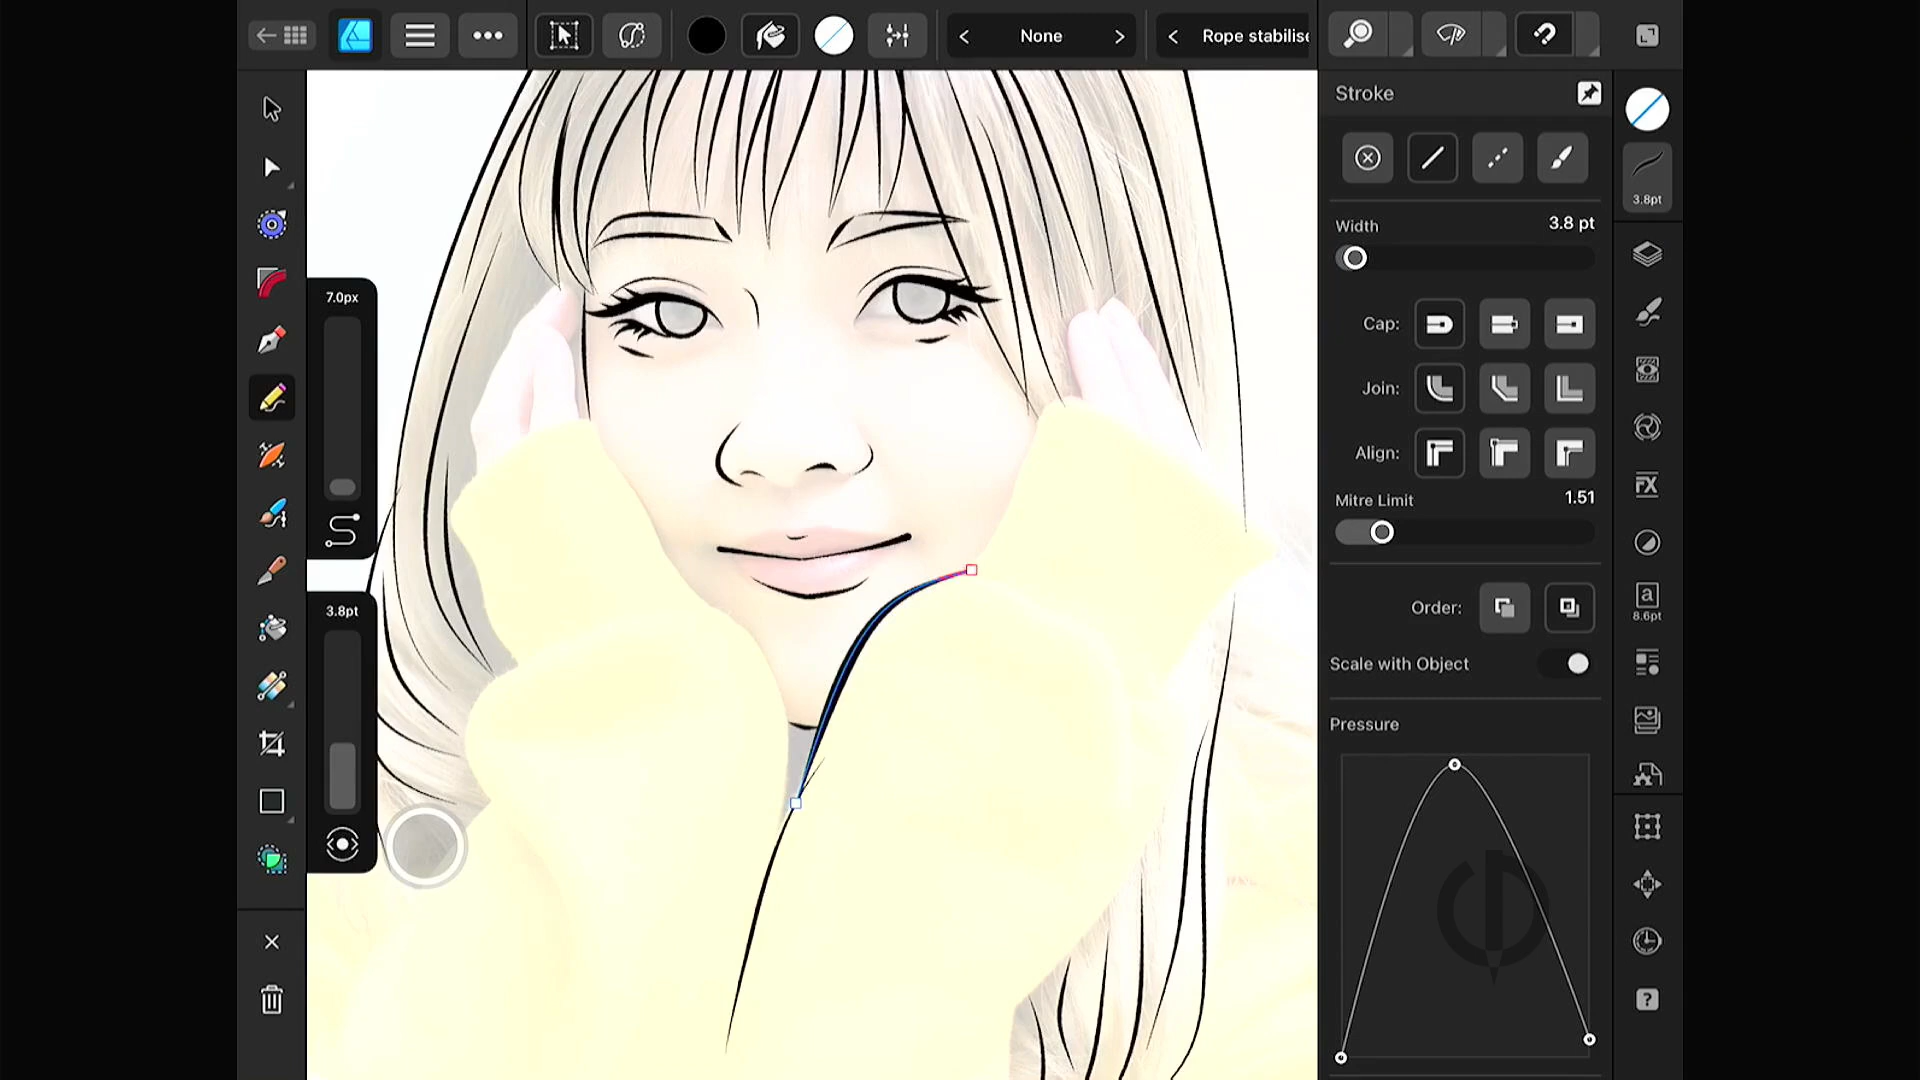 None
Rope stabilise
Stroke
3.8pt
Width
3.8 pt
7.0px
Cap:
Join:
Align:
FX
Mitre Limit
1.51
3.8pt
Order:
a
8.6pt
Scale with Object
Pressure
?